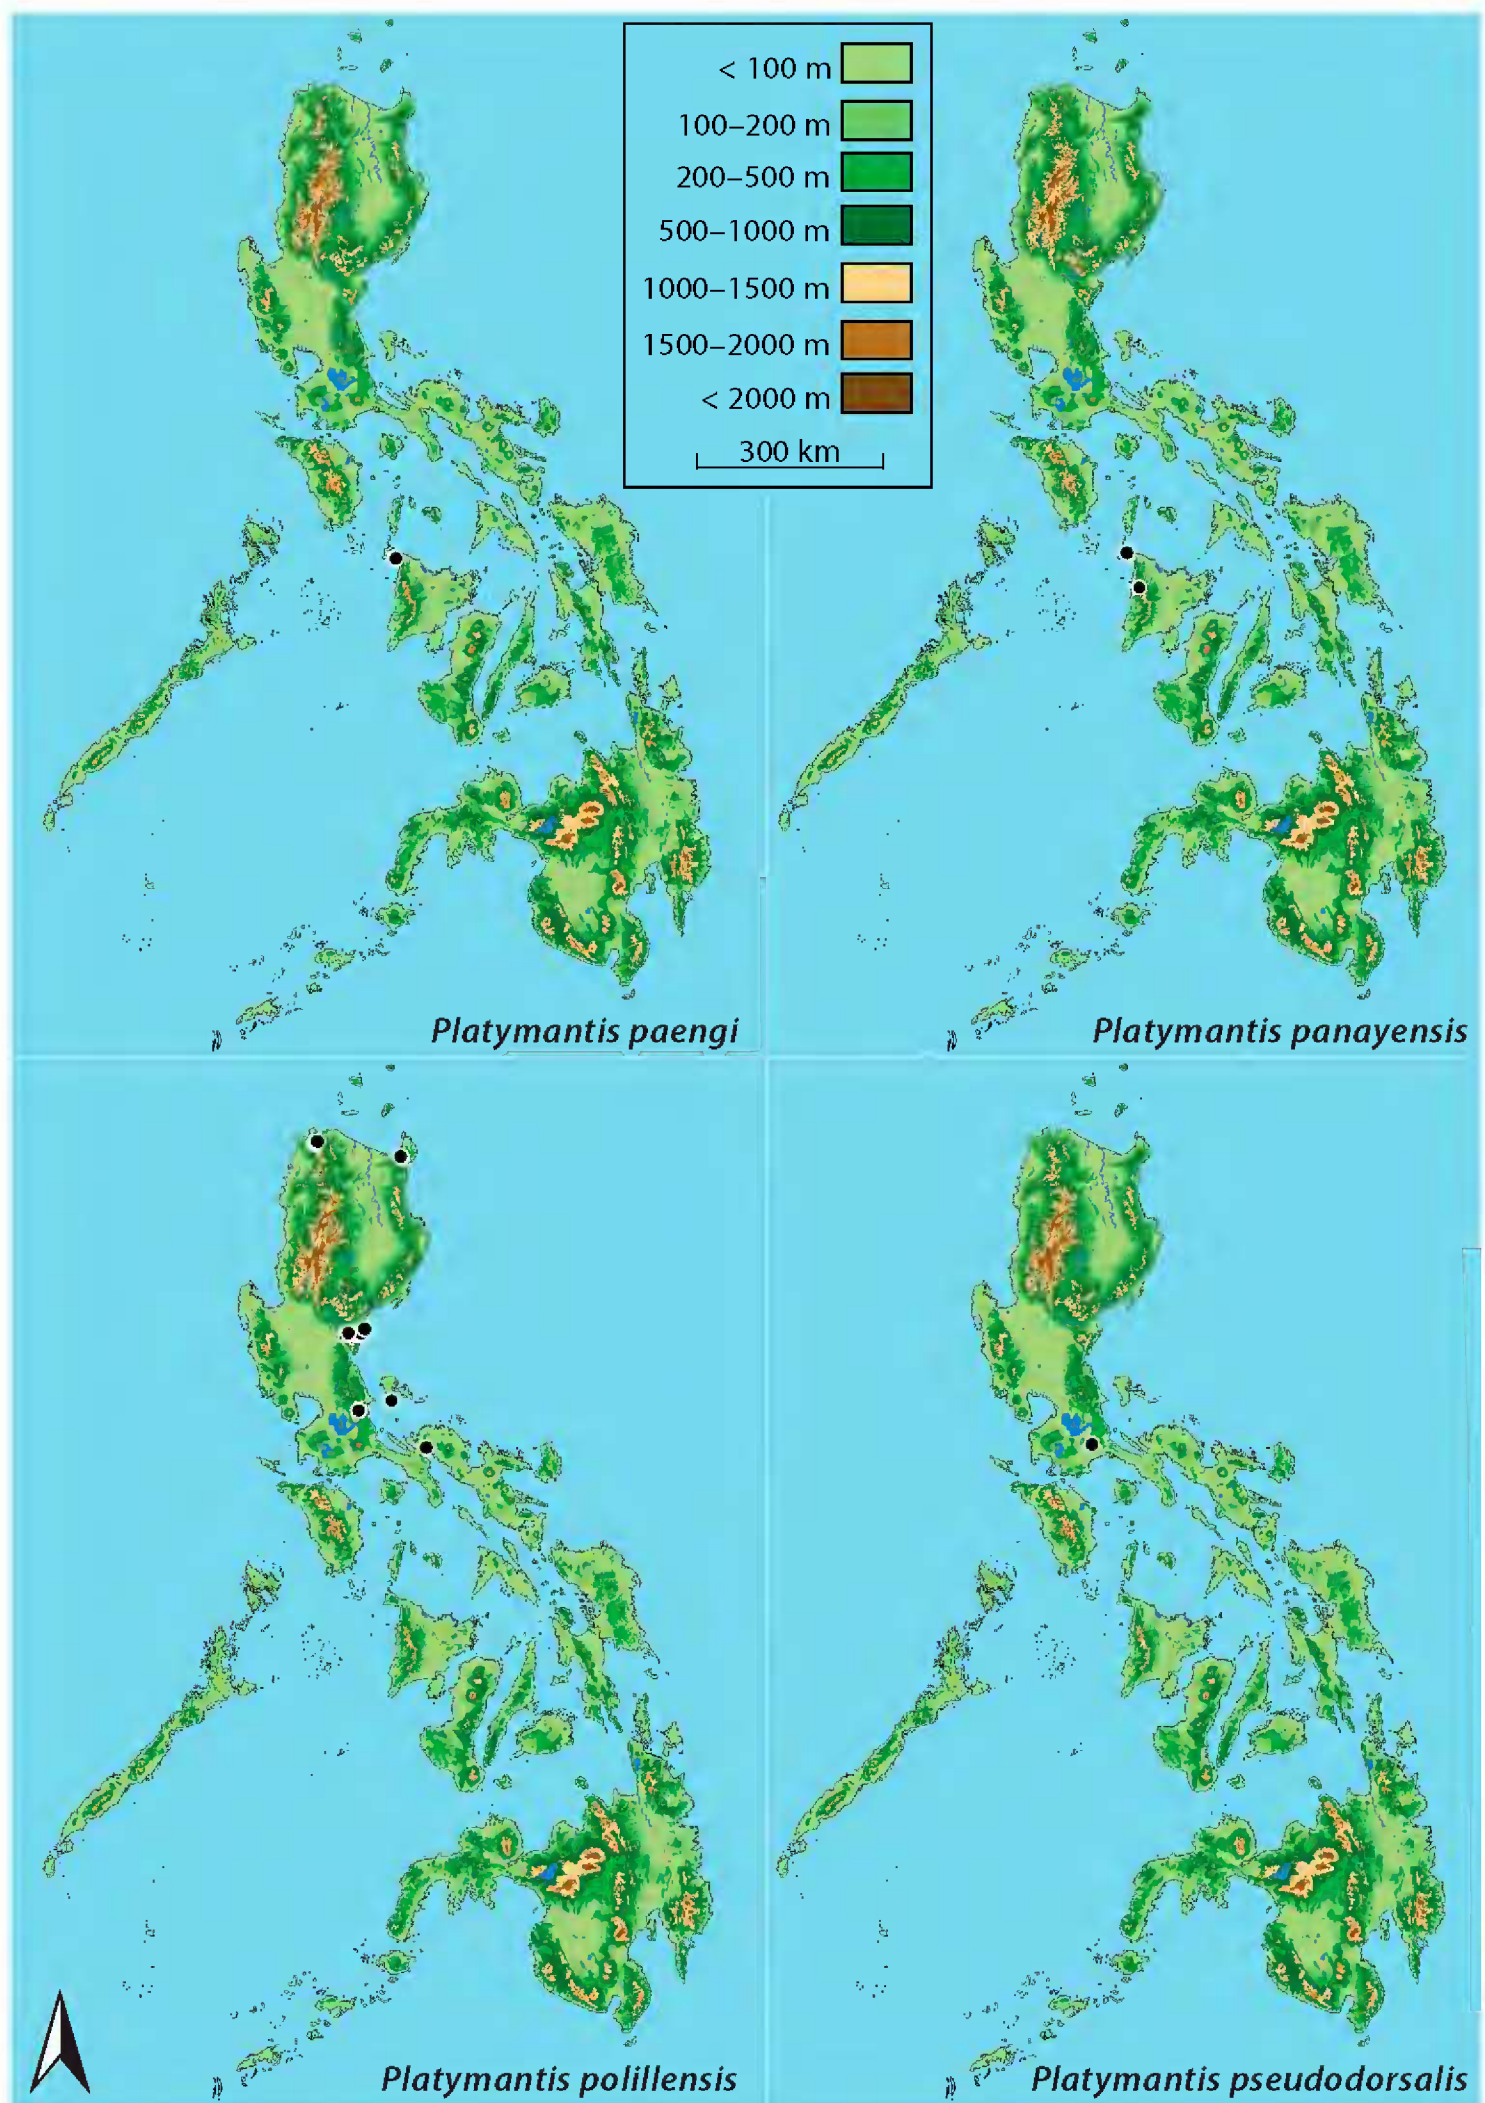 < 100 m
100–200 m
200–500 m
500–1000 m
1000–1500 m
1500–2000 m
< 2000 m
300 km
Platymantis paengi
Platymantis panayensis
Platymantis polillensis
Platymantis pseudodorsalis